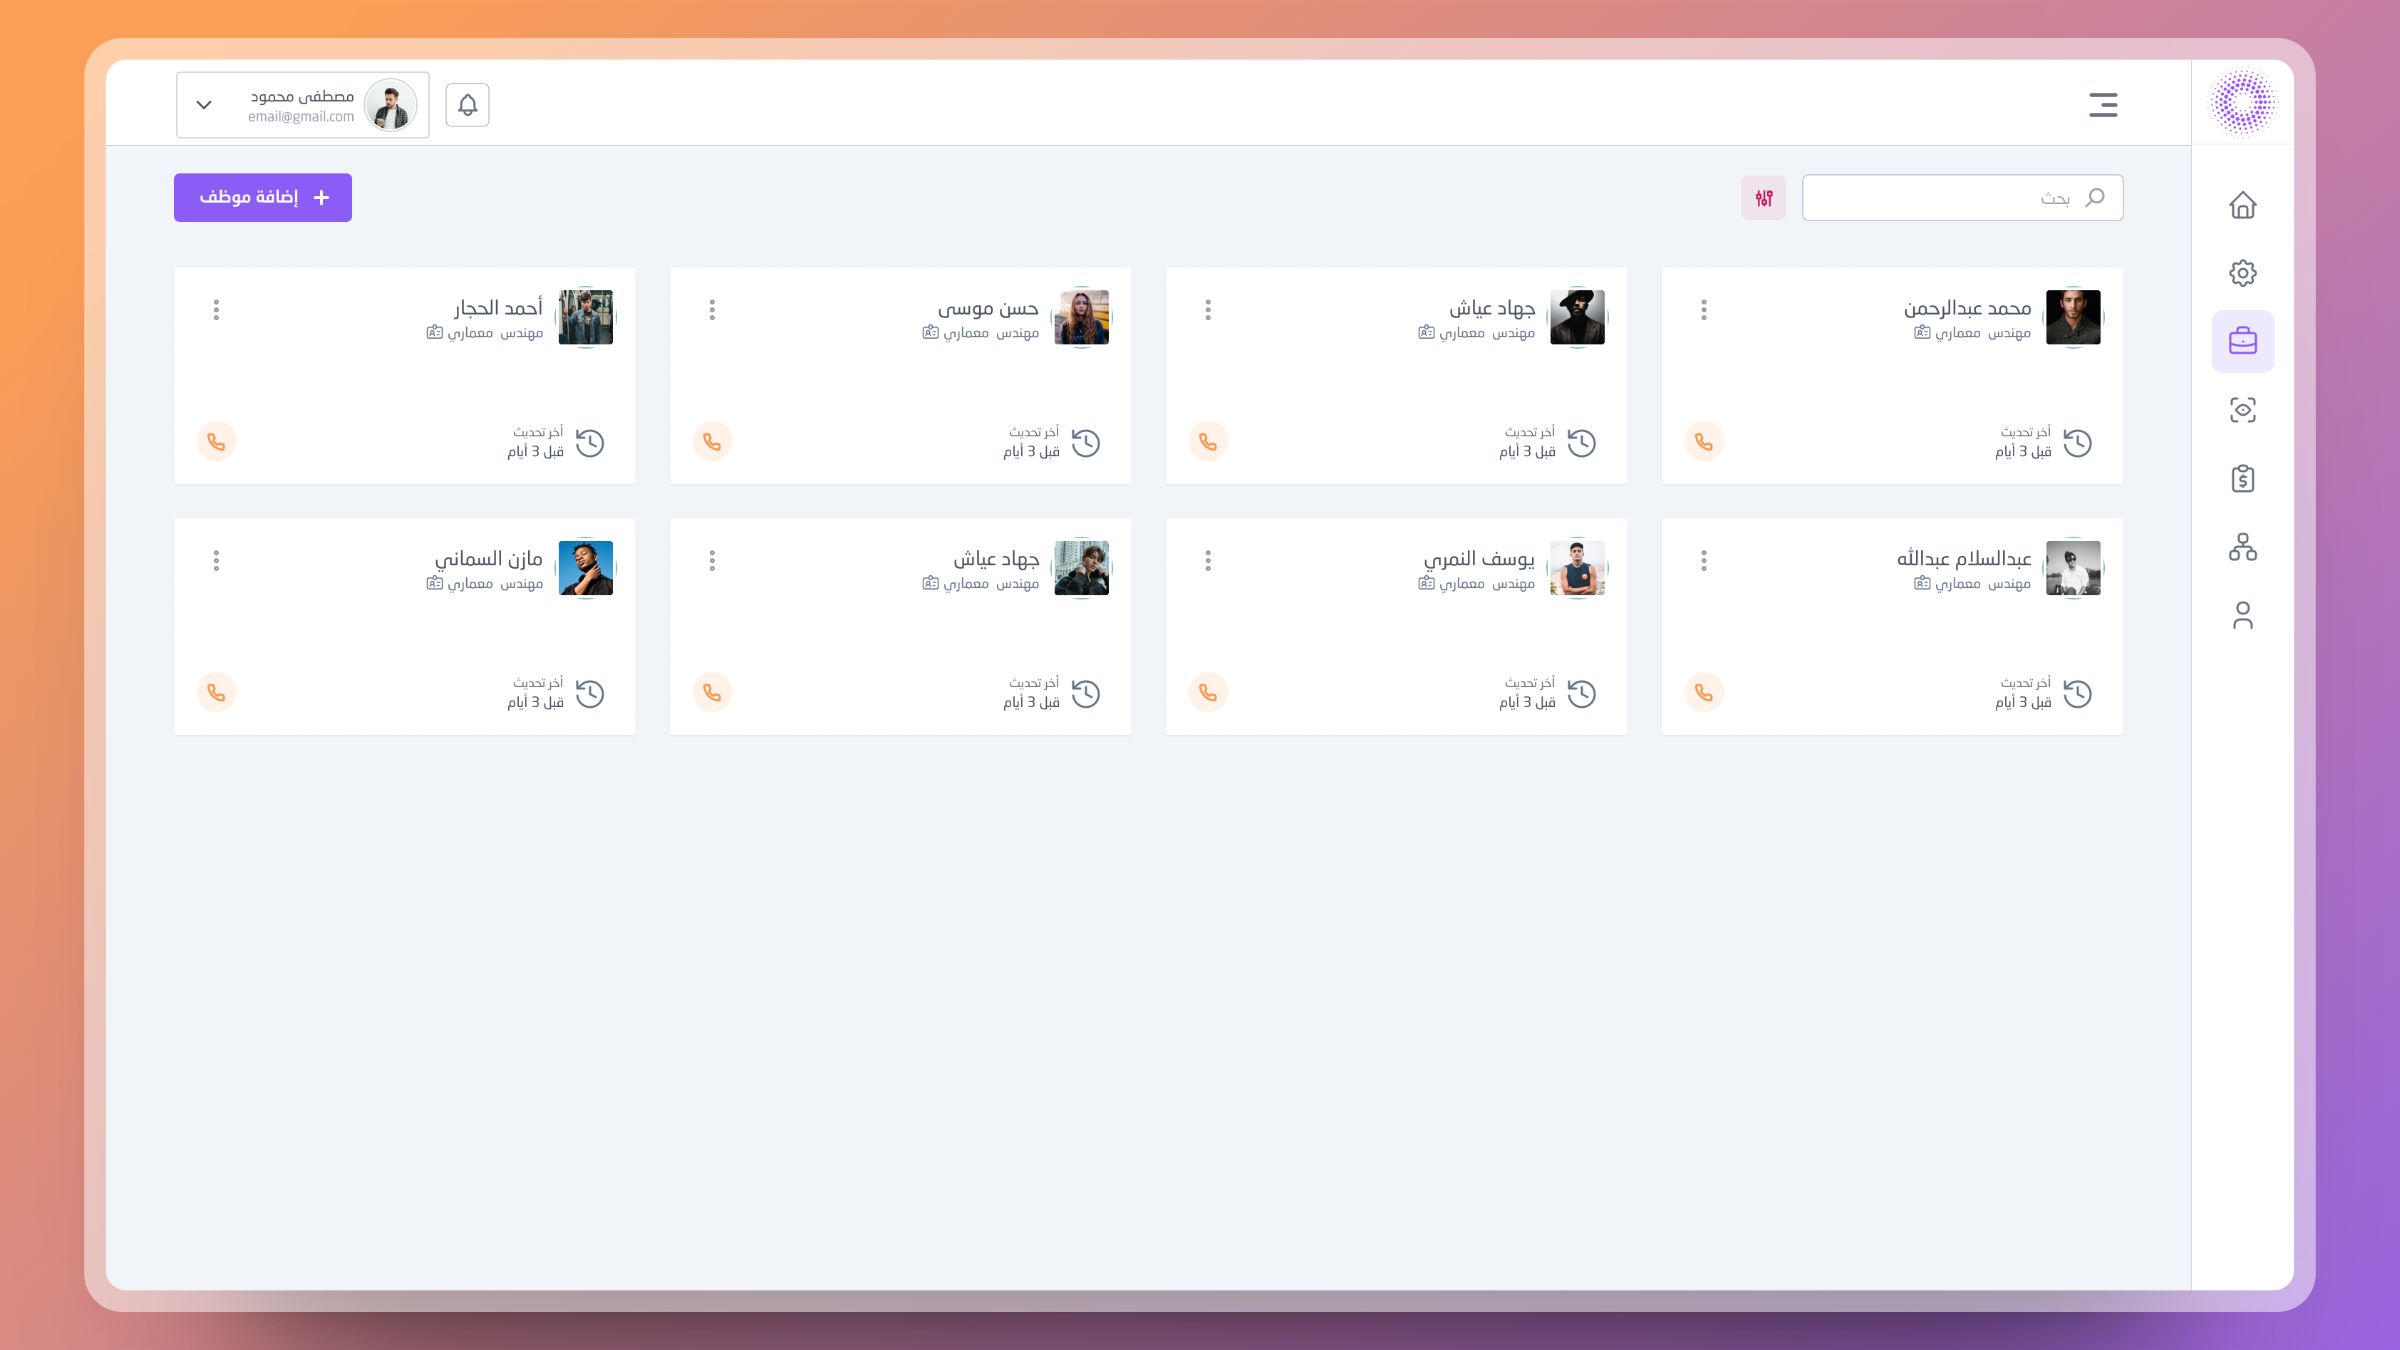 مصطفى محمود
email@gmail.com
بحث
إضافة موظف
محمد عبدالرحمن
مهندس معماري
أخر تحديث
قبل 3 أيام
جهاد عياش
مهندس معماري
أخر تحديث
قبل 3 أيام
حسن موسى
مهندس معماري
أخر تحديث
قبل 3 أيام
أحمد الحجار
مهندس معماري
أخر تحديث
قبل 3 أيام
عبدالسلام عبدالله
مهندس معماري
أخر تحديث
قبل 3 أيام
يوسف النمري
مهندس معماري
أخر تحديث
قبل 3 أيام
جهاد عياش
مهندس معماري
أخر تحديث
قبل 3 أيام
مازن السماني
مهندس معماري
أخر تحديث
قبل 3 أيام